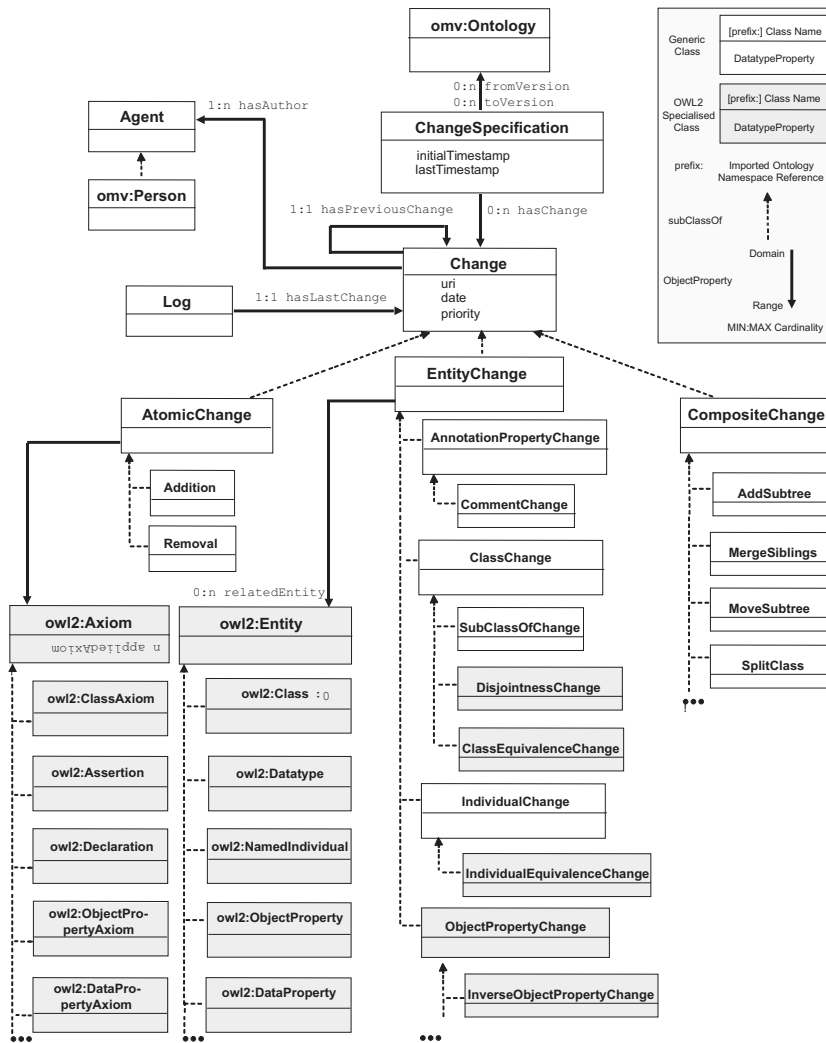 omv:Ontology
0:n fromVersion
0:n toVersion
1:n hasAuthor
Agent
omv:Person
ChangeSpecification
initialTimestamp
lastTimestamp
1:1 hasPreviousChange
0:n hasChange
Change
uri
date
priority
Log
1:1 hasLastChange
Generic
Class
[prefix:] Class Name
DatatypeProperty
OWL2
Specialised
Class
[prefix:] Class Name
DatatypeProperty
prefix:
Imported Ontology
Namespace Reference
subClassOf
Domain
ObjectProperty
Range
MIN:MAX Cardinality
AtomicChange
Addition
Removal
EntityChange
AnnotationPropertyChange
CommentChange
ClassChange
SubClassOfChange
DisjointnessChange
ClassEquivalenceChange
IndividualChange
IndividualEquivalenceChange
ObjectPropertyChange
InverseObjectPropertyChange
•••
CompositeChange
AddSubtree
MergeSiblings
MoveSubtree
SplitClass
•••
owl2:Axiom
n appliedAxiom
owl2:ClassAxiom
owl2:Assertion
owl2:Declaration
owl2:ObjectPro-
pertyAxiom
owl2:DataPro-
pertyAxiom
•••
0:n relatedEntity
owl2:Entity
owl2:Class :0
owl2:Datatype
owl2:NamedIndividual
owl2:ObjectProperty
owl2:DataProperty
•••